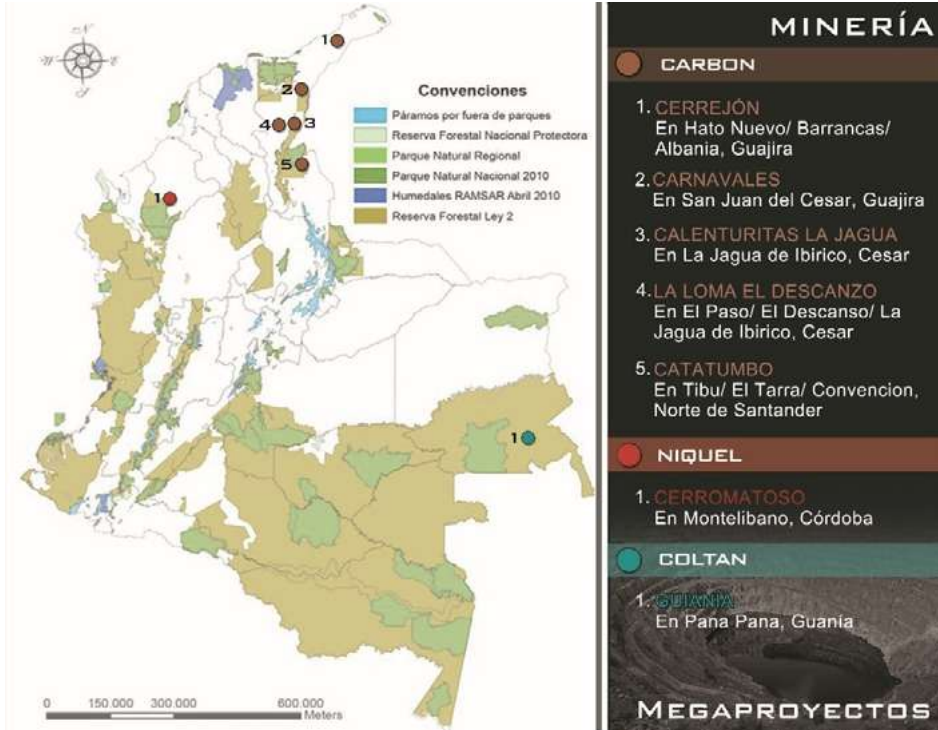 N
W
E
S
1
2
4
3
5
1
1
Convenciones
Páramos por fuera de parques
Reserva Forestal Nacional Protectora
Parque Natural Regional
Parque Natural Nacional 2010
Humedales RAMSAR Abril 2010
Reserva Forestal Ley 2
0 150.000 300.000 600.000
Meters
MINERÍA
CARBON
1. CERREJÓN
En Hato Nuevo/ Barrancas/
Albania, Guajira
2. CARNAVALES
En San Juan del Cesar, Guajira
3. CALENTURITAS LA JAGUA
En La Jagua de Ibirico, Cesar
4. LA LOMA EL DESCANZO
En El Paso/ El Descanso/ La
Jagua de Ibirico, Cesar
5. CATATUMBO
En Tibu/ El Tarra/ Convencion,
Norte de Santander
NIQUEL
1. CERROMATOSO
En Montelibano, Córdoba
COLTAN
1. GUIANIA
En Pana Pana, Guanía
MEGAPROYECTOS